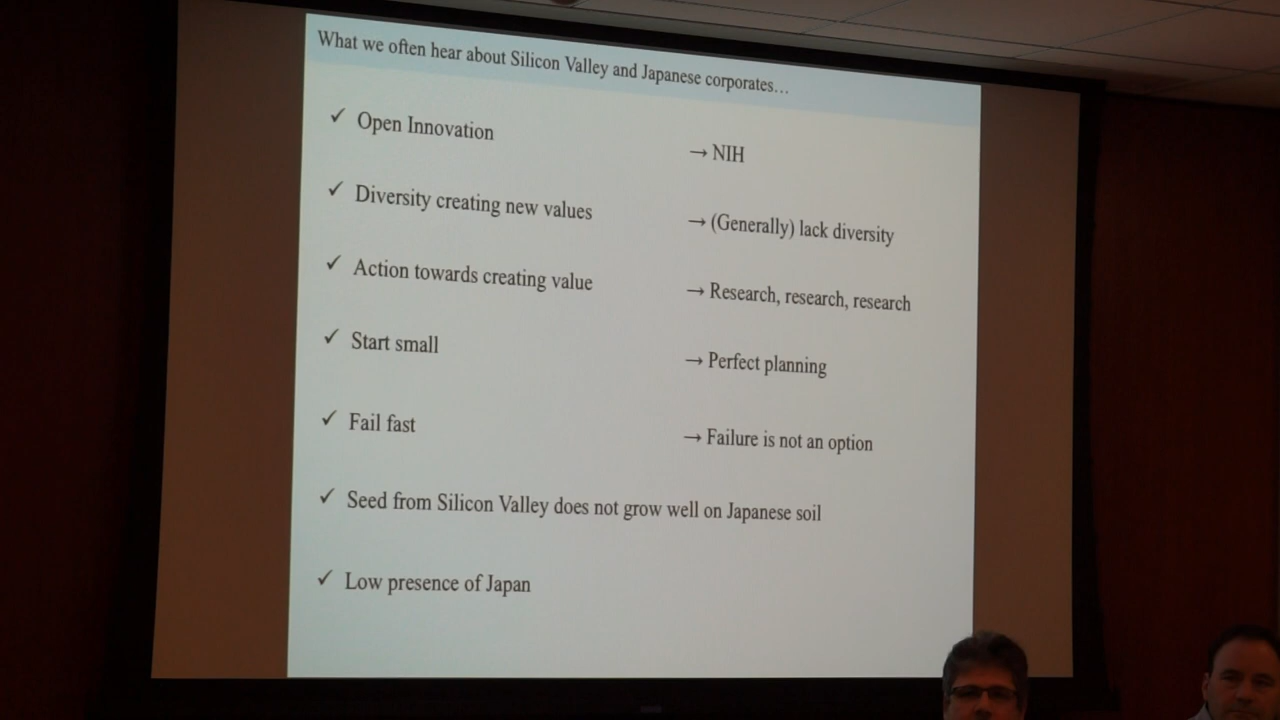 What we often hear about Silicon Valley and Japanese corporates…
✓ Open Innovation → NIH
✓ Diversity creating new values → (Generally) lack diversity
✓ Action towards creating value → Research, research, research
✓ Start small → Perfect planning
✓ Fail fast → Failure is not an option
✓ Seed from Silicon Valley does not grow well on Japanese soil
✓ Low presence of Japan